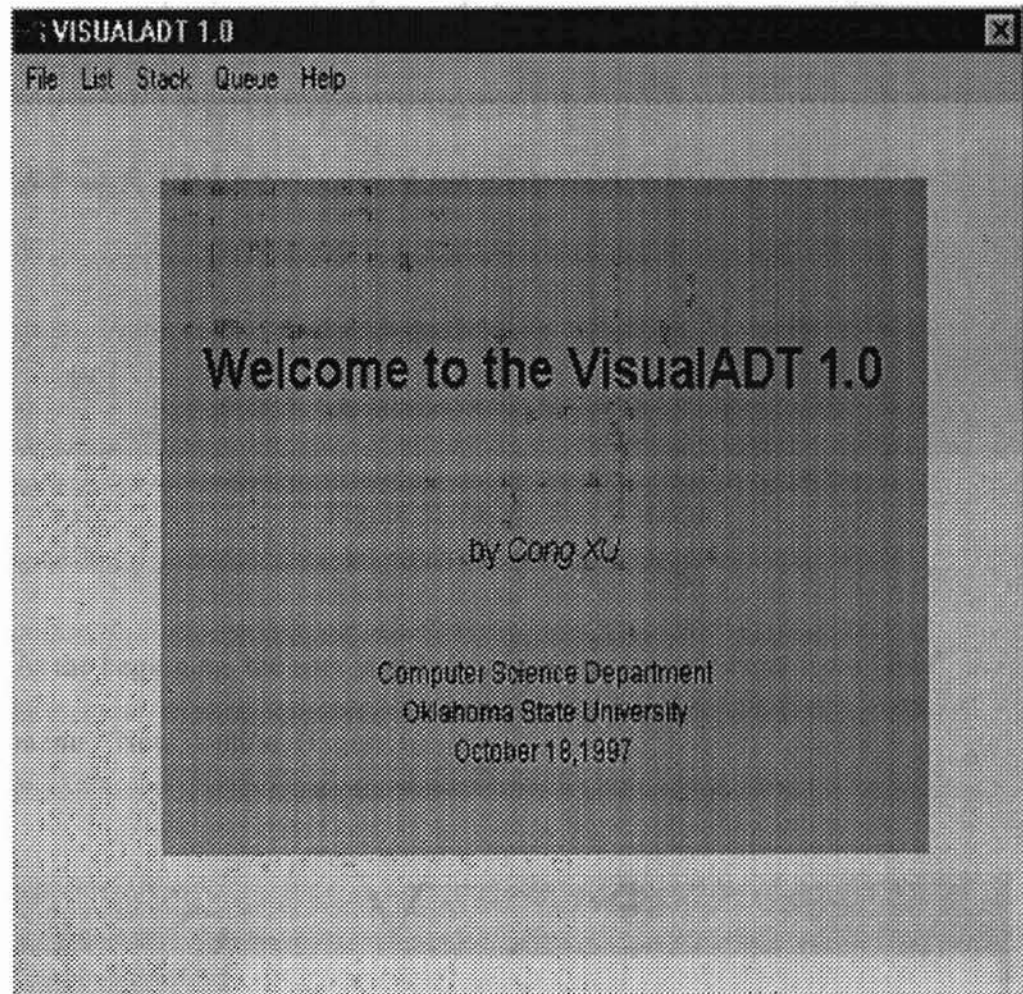 VISUALADT 1.0
File List Stack Queue Help
Welcome to the VisualADT 1.0
by Cong XU
Computer Science Department
Oklahoma State University
October 18,1997